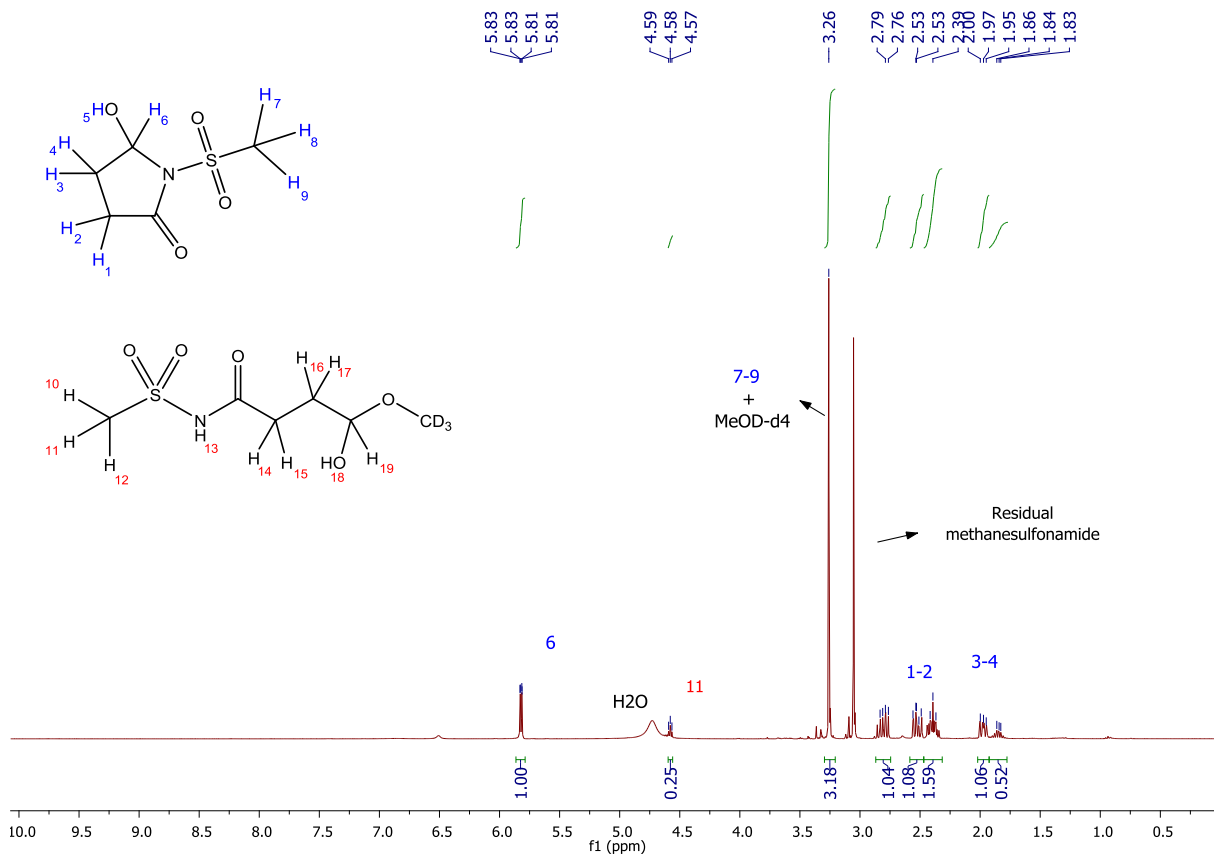 5.83
5.83
5.81
5.81
4.59
4.58
4.57
3.26
2.79
2.76
2.53
2.53
2.39
2.00
1.97
1.95
1.86
1.84
1.83
HO
5
H
6
H
7
H
8
H
9
H
4
H
3
H
2
H
1
O
S
O
N
O
O
O
S
H
10
H
11
H
12
N
H
13
O
H
14
H
15
H
16
H
17
O
CD3
HO
18
H
19
7-9
+
MeOD-d4
Residual
methanesulfonamide
6
H2O
11
1-2
3-4
1.00
0.25
3.18
1.04
1.08
1.59
1.06
0.52
10.0 9.5 9.0 8.5 8.0 7.5 7.0 6.5 6.0 5.5 5.0 4.5 4.0 3.5 3.0 2.5 2.0 1.5 1.0 0.5
f1 (ppm)